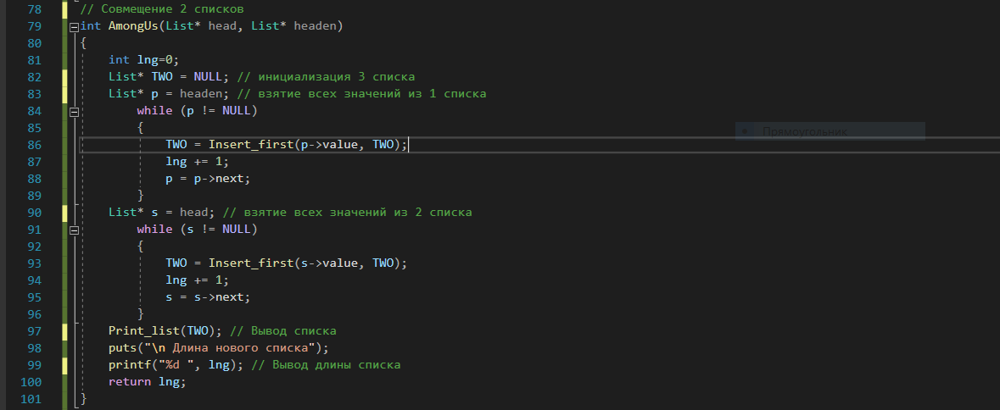 78 // Совмещение 2 списков
79 int AmongUs(List* head, List* headen)
80 {
81 int lng=0;
82 List* TWO = NULL; // инициализация 3 списка
83 List* p = headen; // взятие всех значений из 1 списка
84 while (p != NULL)
85 {
86 TWO = Insert_first(p->value, TWO);
Прямоугольник
87 lng += 1;
88 p = p->next;
89 }
90 List* s = head; // взятие всех значений из 2 списка
91 while (s != NULL)
92 {
93 TWO = Insert_first(s->value, TWO);
94 lng += 1;
95 s = s->next;
96 }
97 Print_list(TWO); // Вывод списка
98 puts("\n Длина нового списка");
99 printf("%d ", lng); // Вывод длины списка
100 return lng;
101 }